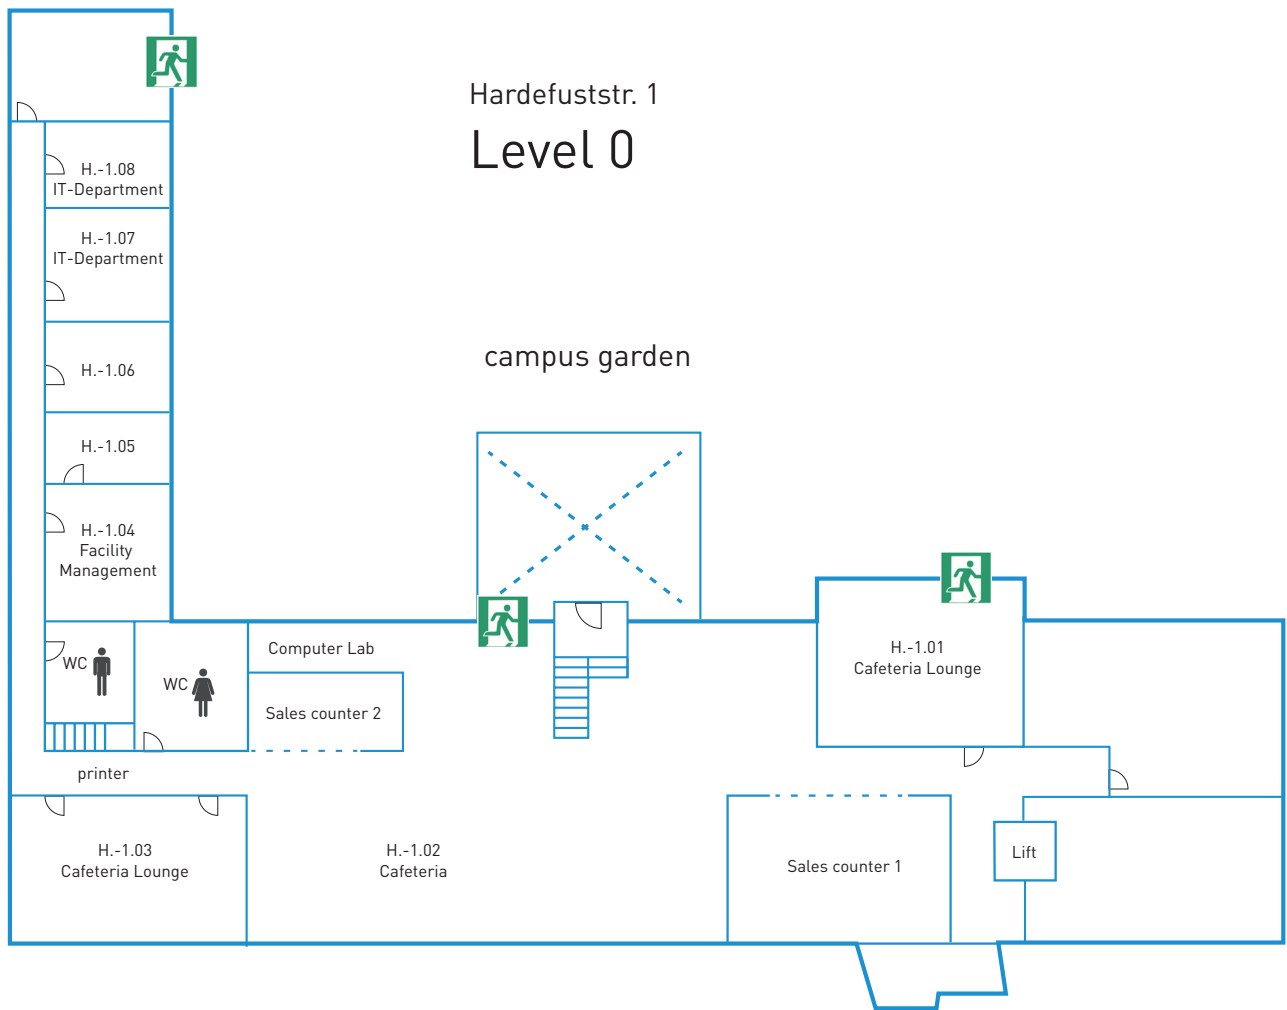 Hardefuststr. 1
Level 0
H.-1.08
IT-Department
H.-1.07
IT-Department
campus garden
H.-1.06
H.-1.05
H.-1.04
Facility
Management
Computer Lab
H.-1.01
Cafeteria Lounge
WC
WC
Sales counter 2
printer
H.-1.03
Cafeteria Lounge
H.-1.02
Cafeteria
Sales counter 1
Lift